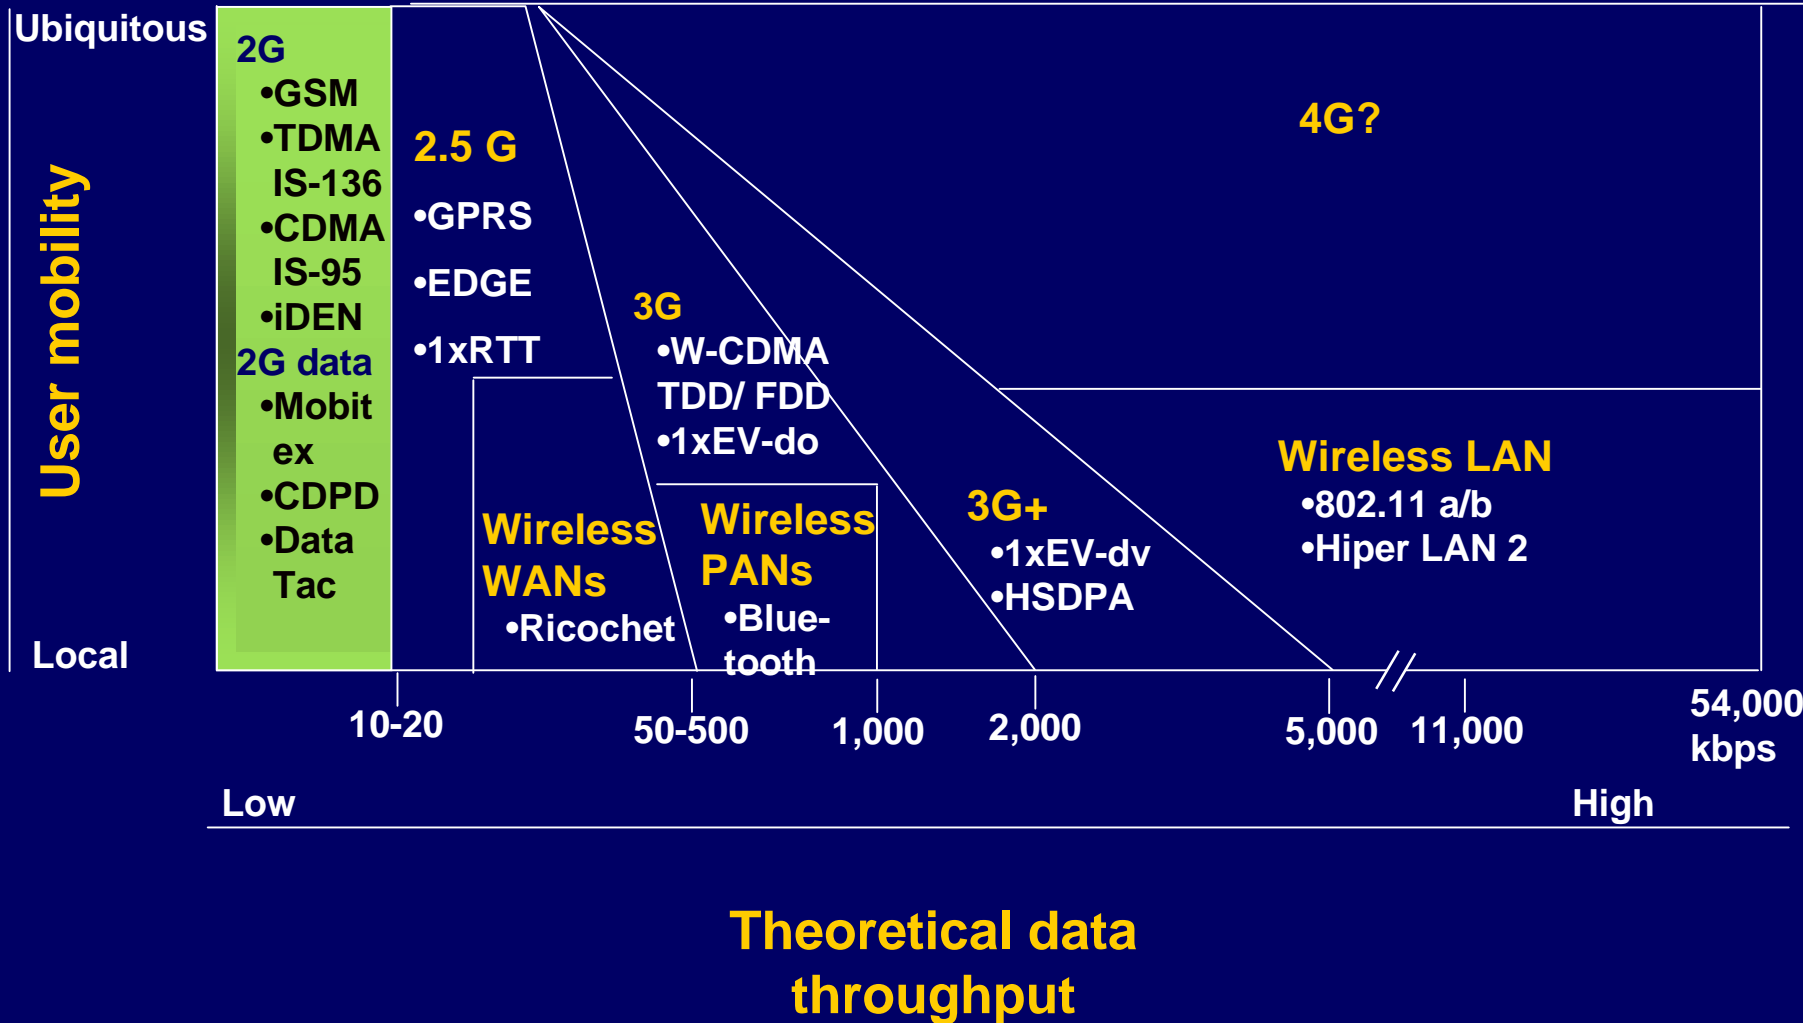 Ubiquitous
User mobility
Local
2G
•GSM
•TDMA
IS-136
•CDMA
IS-95
•iDEN
2G data
•Mobit
ex
•CDPD
•Data
Tac
2.5 G
•GPRS
•EDGE
•1xRTT
Wireless
WANs
•Ricochet
3G
•W-CDMA
TDD/ FDD
•1xEV-do
Wireless
PANs
•Blue-
tooth
3G+
•1xEV-dv
•HSDPA
4G?
Wireless LAN
•802.11 a/b
•Hiper LAN 2
10-20
50-500
1,000
2,000
5,000
11,000
54,000
kbps
Low
High
Theoretical data
throughput